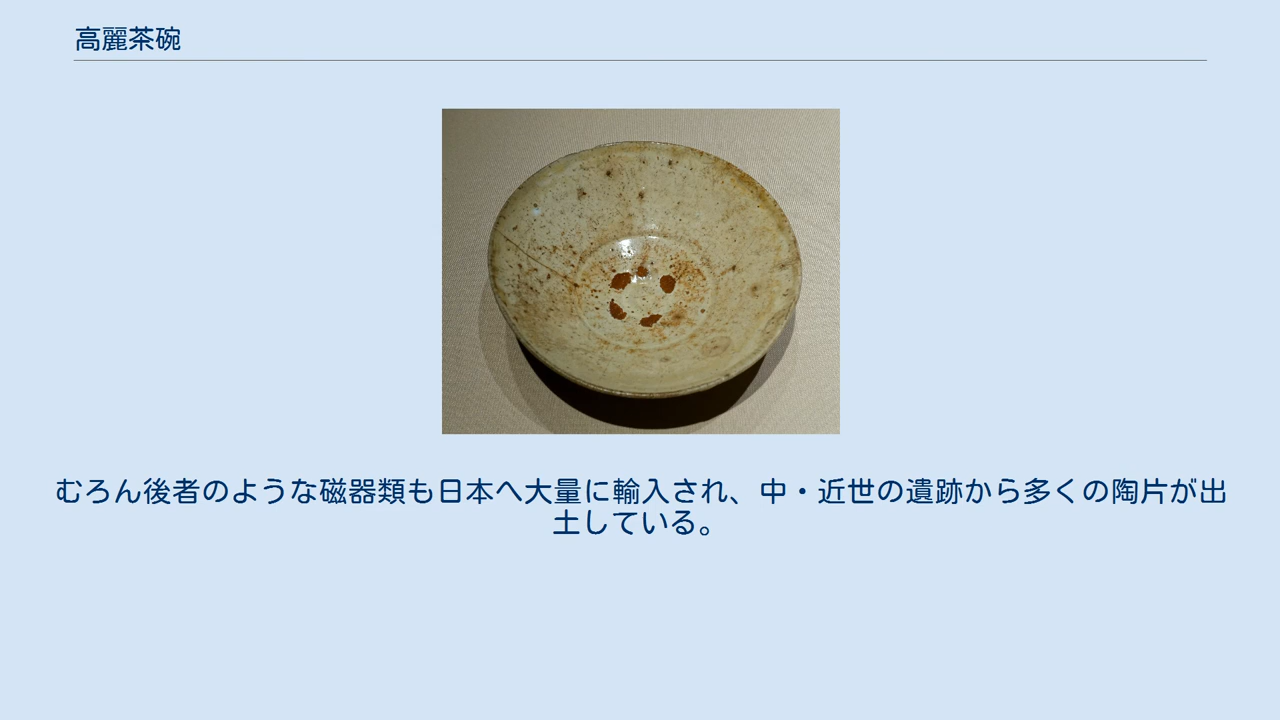 高麗茶碗
むろん後者のような磁器類も日本へ大量に輸入され、中・近世の遺跡から多くの陶片が出
土している。